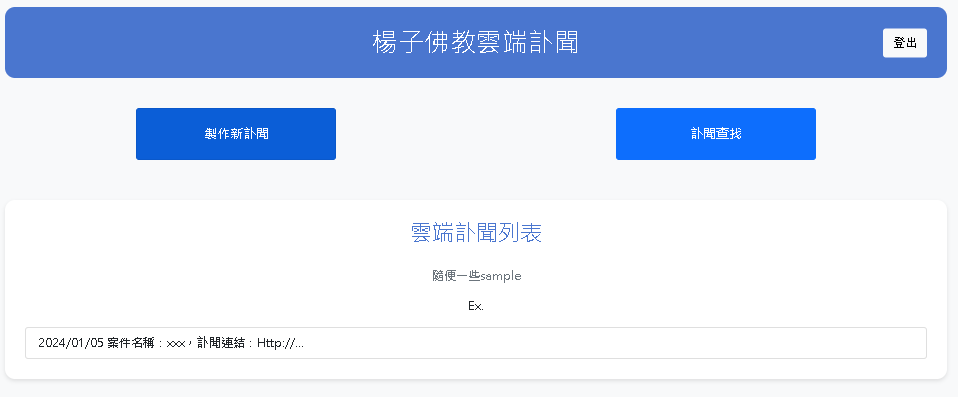 楊子佛教雲端訃聞
登出
製作新訃聞
訃聞查找
雲端訃聞列表
隨便一些sample
Ex.
2024/01/05 案件名稱：xxx，訃聞連結：Http://...